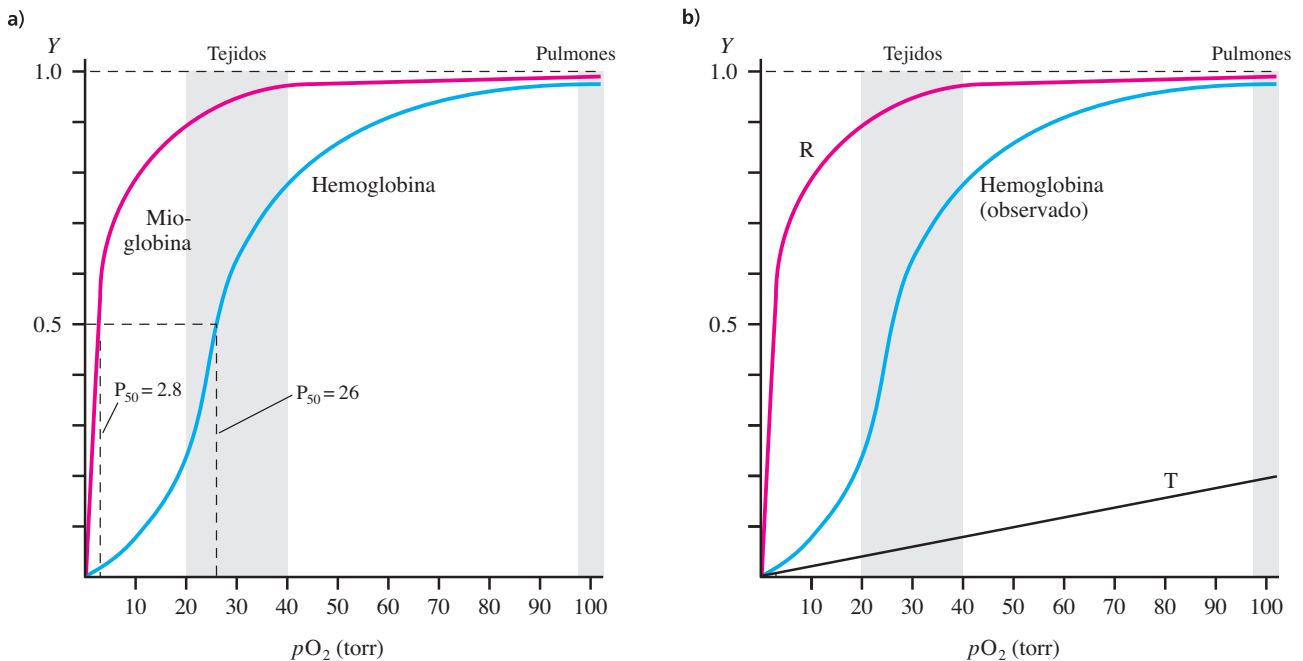 a)
Y
Tejidos
Pulmones
1.0
Hemoglobina
Mio-
globina
0.5
P50 = 2.8
P50 = 26
10 20 30 40 50 60 70 80 90 100
pO2 (torr)
b)
Y
Tejidos
Pulmones
1.0
R
Hemoglobina
(observado)
0.5
T
10 20 30 40 50 60 70 80 90 100
pO2 (torr)